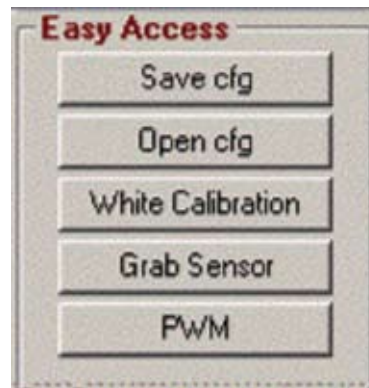 Easy Access
Save cfg
Open cfg
White Calibration
Grab Sensor
PWM